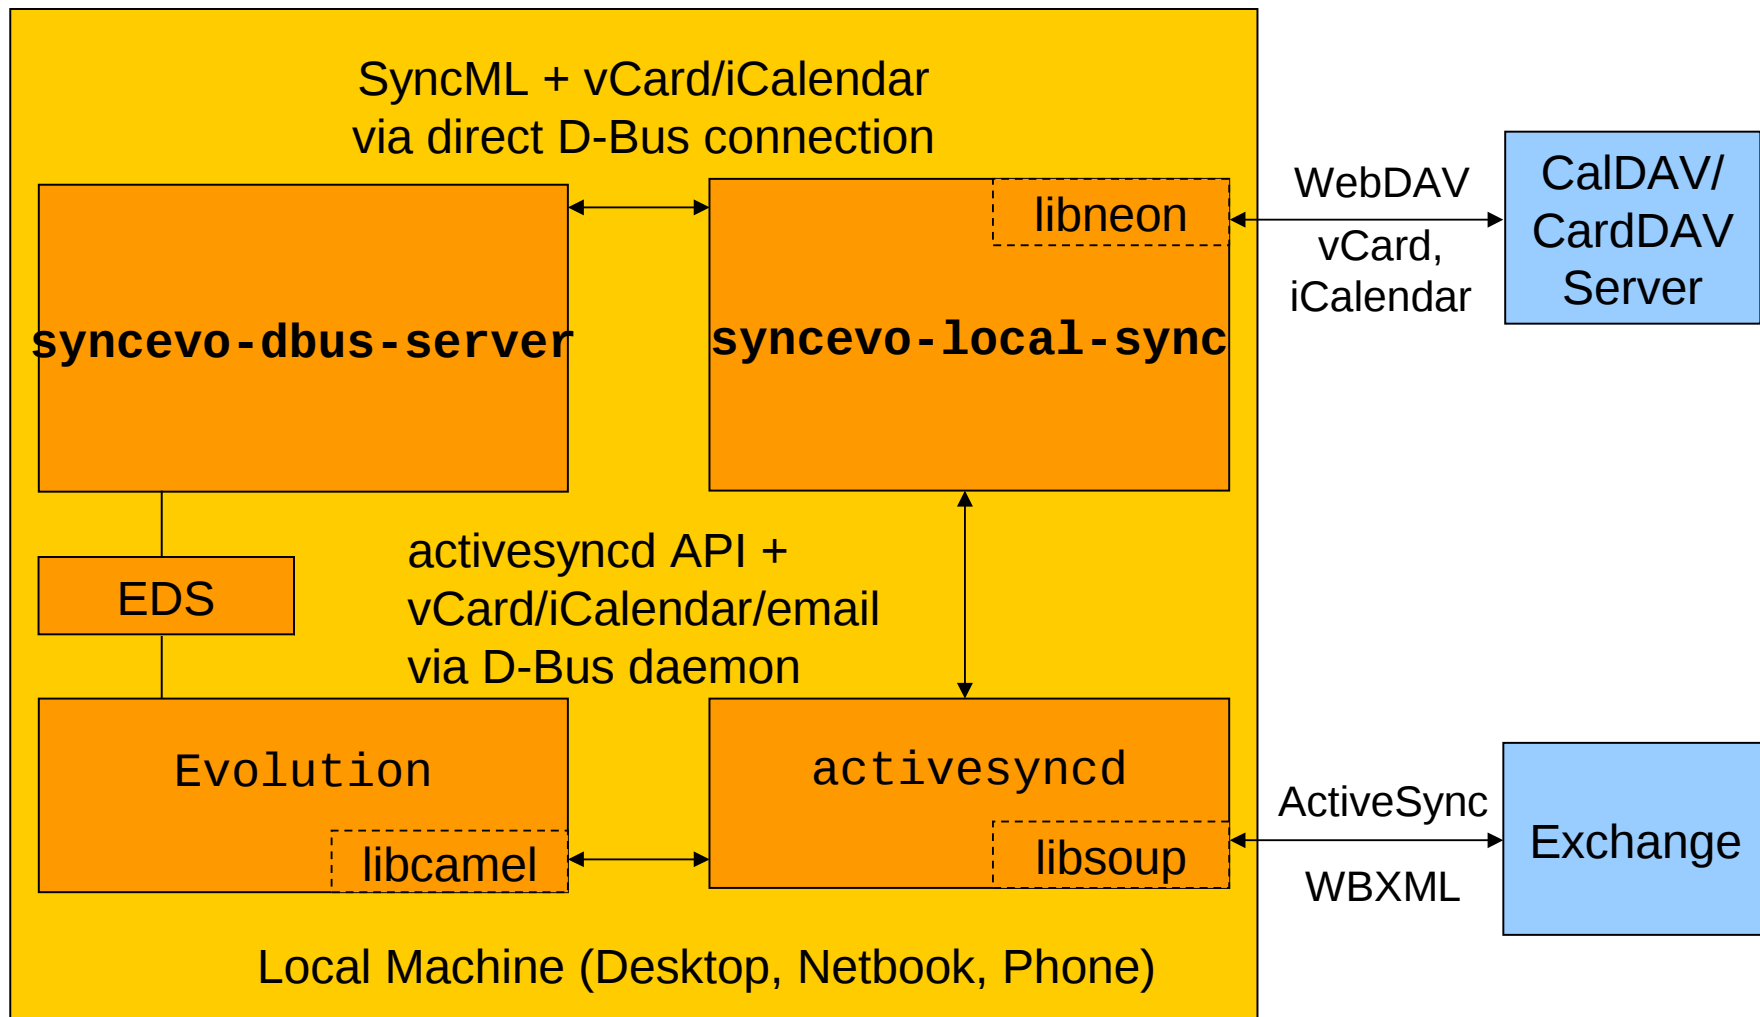 SyncML + vCard/iCalendar
via direct D-Bus connection
syncevo-dbus-server
libneon
syncevo-local-sync
WebDAV
vCard,
iCalendar
CalDAV/
CardDAV
Server
EDS
activesyncd API +
vCard/iCalendar/email
via D-Bus daemon
Evolution
libcamel
activesyncd
libsoup
ActiveSync
WBXML
Exchange
Local Machine (Desktop, Netbook, Phone)